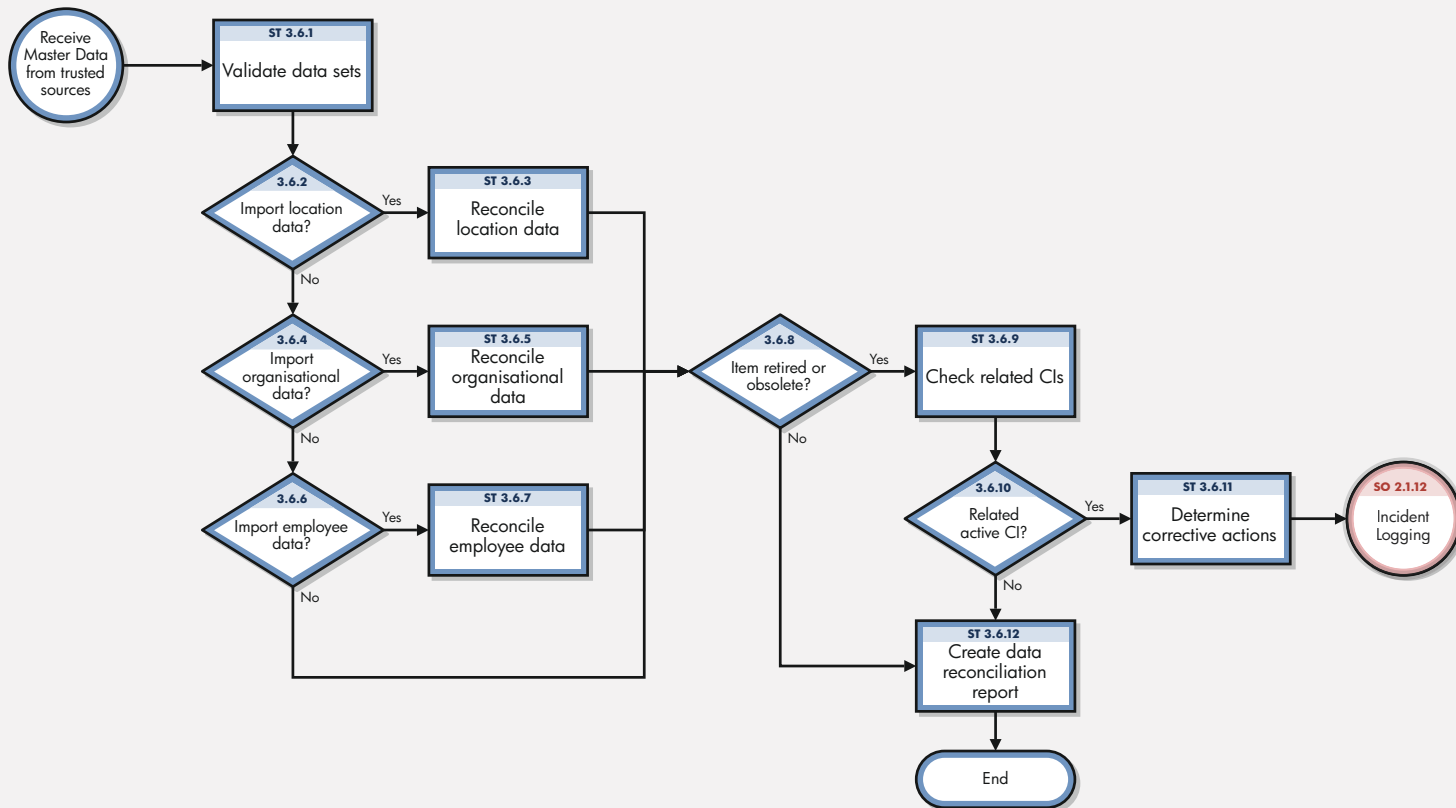 Receive
Master Data
from trusted
sources
ST 3.6.1
Validate data sets
3.6.2
Import location
data?
Yes
No
ST 3.6.3
Reconcile
location data
3.6.4
Import
organisational
data?
Yes
No
ST 3.6.5
Reconcile
organisational
data
3.6.6
Import employee
data?
Yes
No
ST 3.6.7
Reconcile
employee data
3.6.8
Item retired or
obsolete?
Yes
No
ST 3.6.9
Check related CIs
3.6.10
Related
active CI?
Yes
No
ST 3.6.11
Determine
corrective actions
SO 2.1.12
Incident
Logging
ST 3.6.12
Create data
reconciliation
report
End